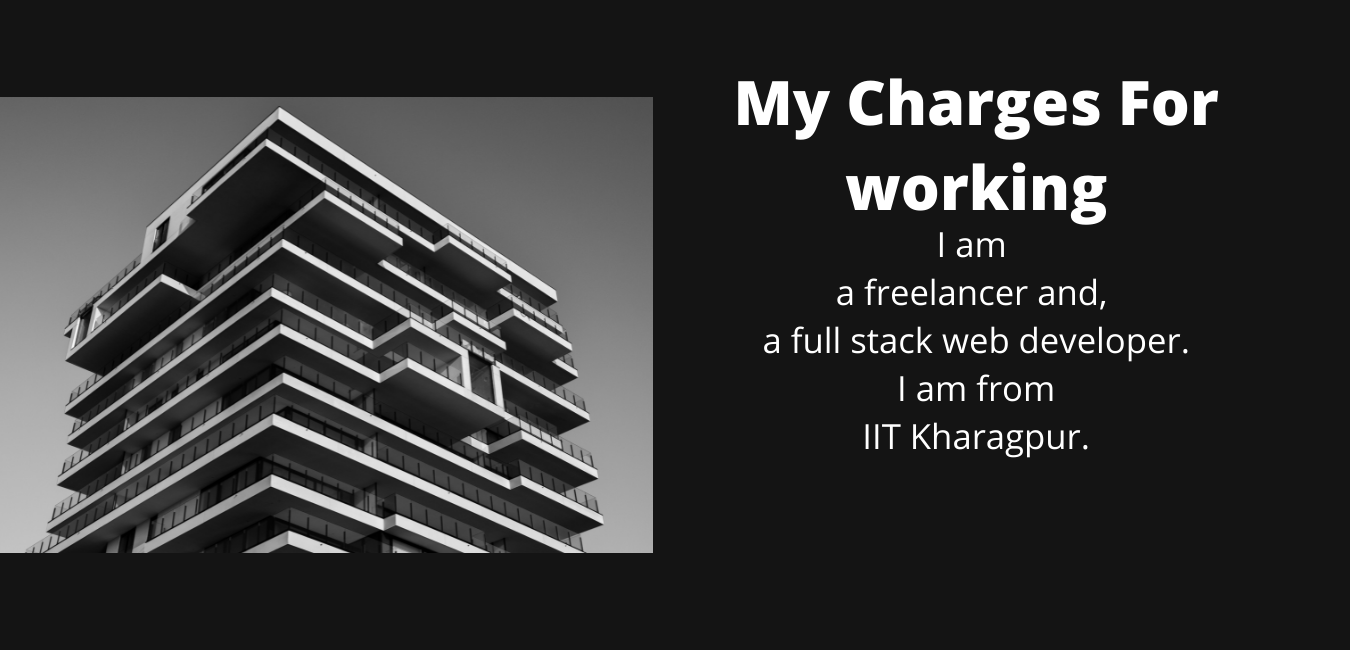 My Charges For
working
I am
a freelancer and,
a full stack web developer.
I am from
IIT Kharagpur.